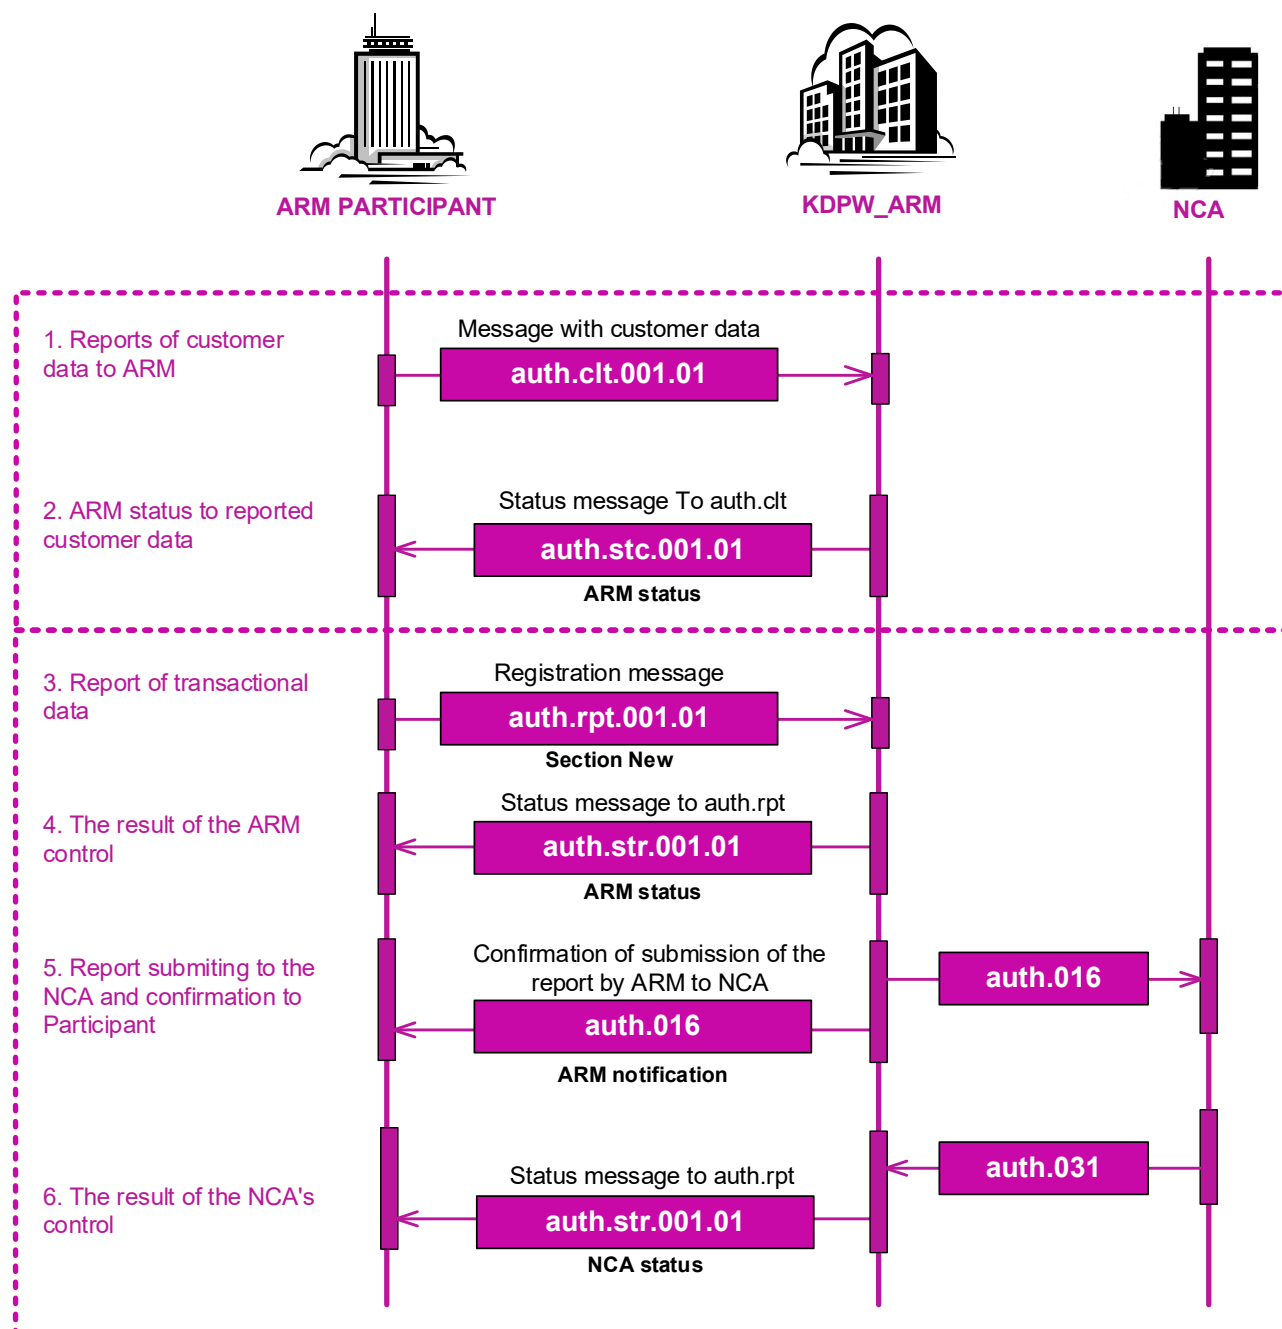 ARM PARTICIPANT
KDPW_ARM
NCA
1. Reports of customer
data to ARM
Message with customer data
auth.clt.001.01
2. ARM status to reported
customer data
Status message To auth.clt
auth.stc.001.01
ARM status
3. Report of transactional
data
Registration message
auth.rpt.001.01
Section New
4. The result of the ARM
control
Status message to auth.rpt
auth.str.001.01
ARM status
5. Report submiting to the
NCA and confirmation to
Participant
Confirmation of submission of the
report by ARM to NCA
auth.016
ARM notification
auth.016
auth.031
6. The result of the NCA's
control
Status message to auth.rpt
auth.str.001.01
NCA status